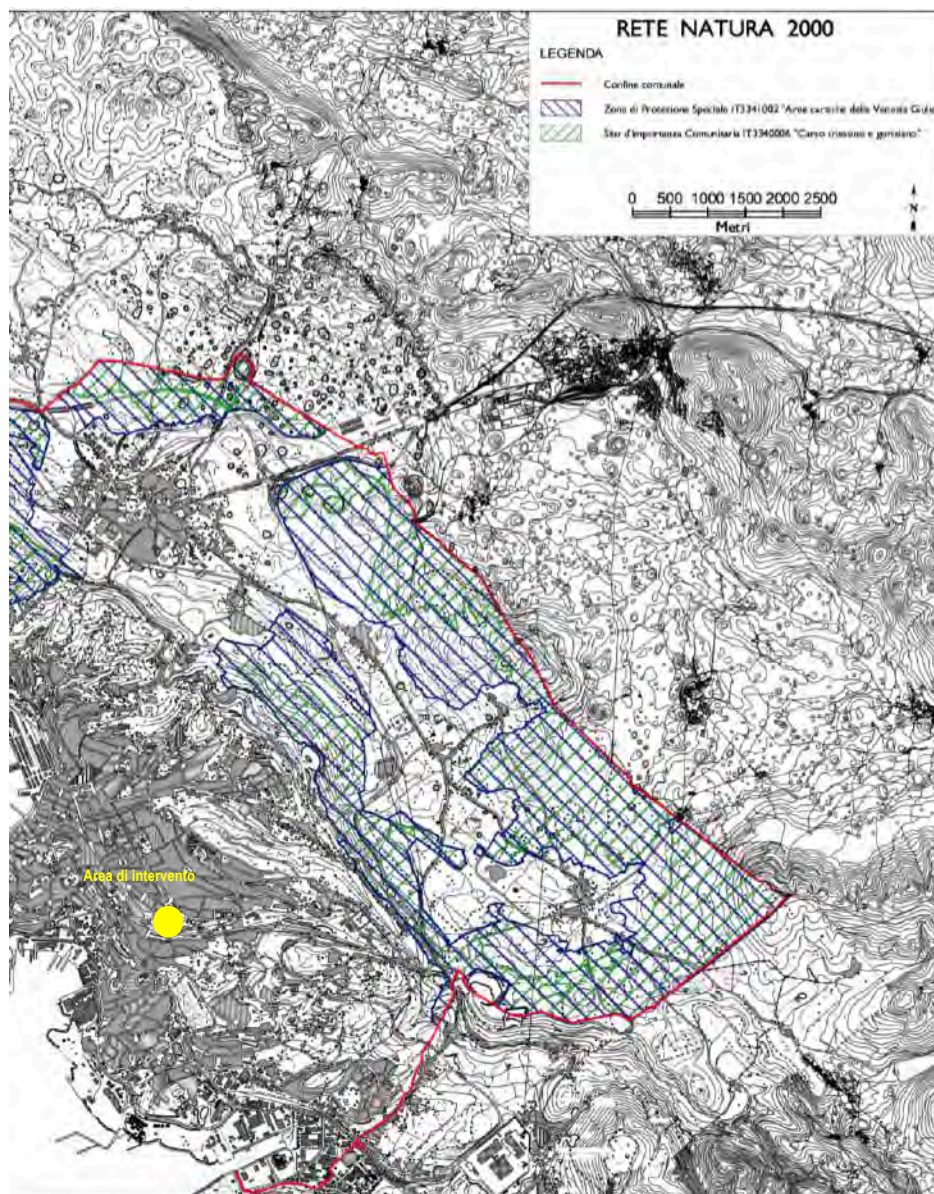 RETE NATURA 2000
LEGENDA
Confine comunale
Zona di Protezione Speciale IT3341002 "Aree carsiche della Venezia Giulia
Sito d'Importanza Comunitaria IT3340006 "Carso triestino e goriziano"
0 500 1000 1500 2000 2500
Metri
N
Area di intervento